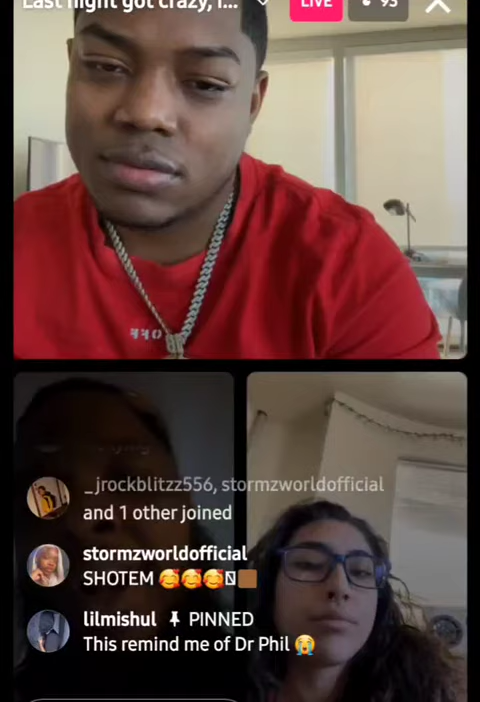 Last night got crazy, i...
LIVE
93
_jrockblitzz556, stormzworldofficial
and 1 other joined
stormzworldofficial
SHOTEM 🥰🥰🥰
lilmishul 📌 PINNED
This remind me of Dr Phil 😭